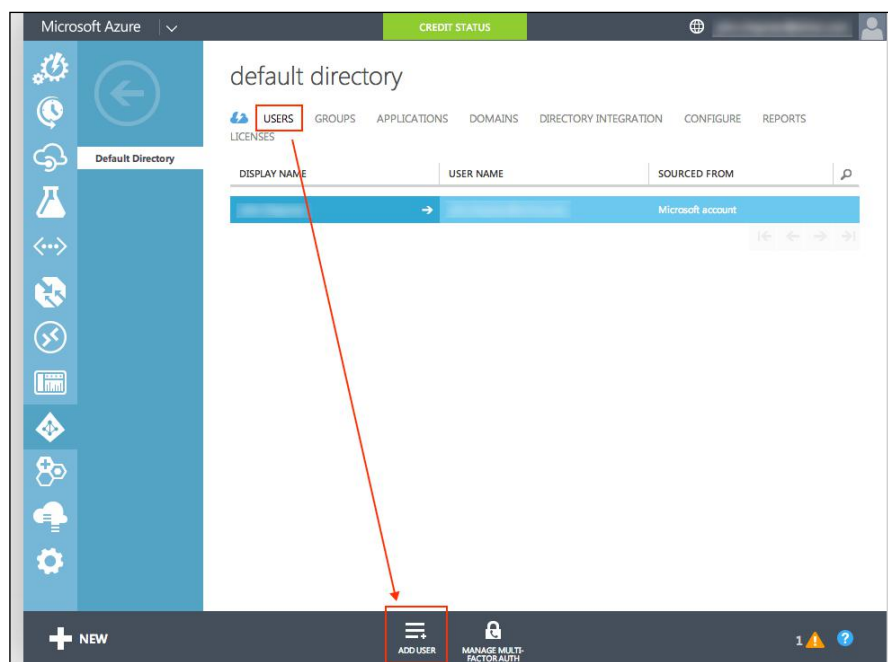 Microsoft Azure
CREDIT STATUS
default directory
USERS GROUPS APPLICATIONS DOMAINS DIRECTORY INTEGRATION CONFIGURE REPORTS
LICENSES
Default Directory
DISPLAY NAME USER NAME SOURCED FROM
Microsoft account
NEW
ADD USER
MANAGE MULTI-
FACTOR AUTH
1
?